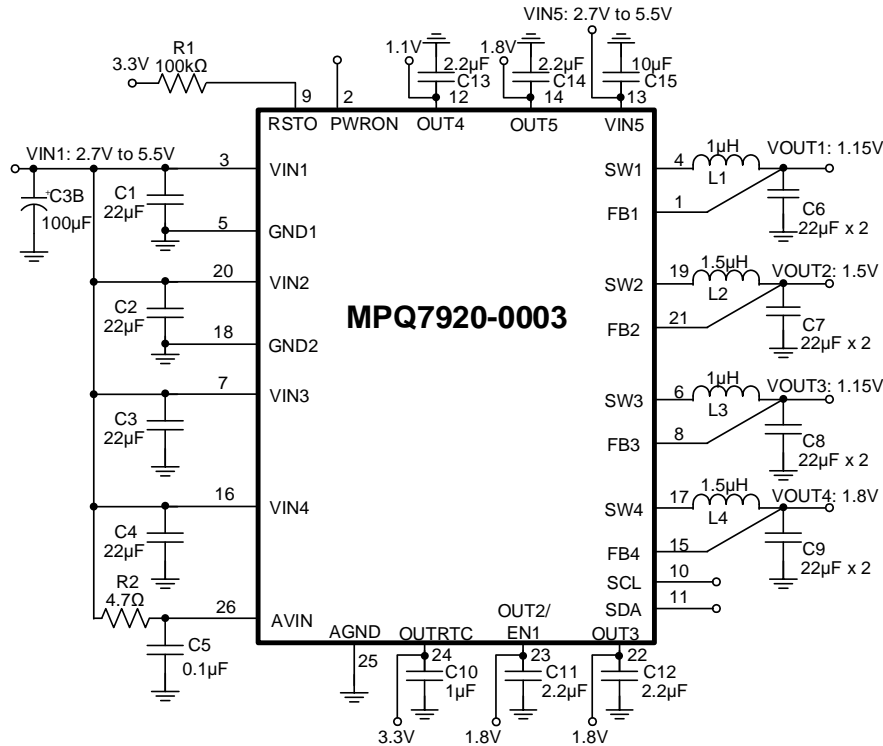 VIN5: 2.7V to 5.5V
R1
100kΩ
3.3V
1.1V
2.2µF
C13
1.8V
2.2µF
C14
10µF
C15
9
2
12
14
13
RSTO
PWRON
OUT4
OUT5
VIN5
VIN1: 2.7V to 5.5V
3
VIN1
SW1
4
1µH
L1
VOUT1: 1.15V
+
C3B
100µF
C1
22µF
5
GND1
FB1
1
C6
22µF x 2
20
VIN2
SW2
19
1.5µH
L2
VOUT2: 1.5V
C2
22µF
18
GND2
MPQ7920-0003
FB2
21
C7
22µF x 2
7
VIN3
SW3
6
1µH
L3
VOUT3: 1.15V
C3
22µF
FB3
8
C8
22µF x 2
16
VIN4
SW4
17
1.5µH
L4
VOUT4: 1.8V
C4
22µF
FB4
15
C9
22µF x 2
R2
4.7Ω
SCL
10
SDA
11
26
AVIN
C5
0.1µF
AGND
OUTRTC
OUT2/
EN1
OUT3
25
24
23
22
C10
1µF
C11
2.2µF
C12
2.2µF
3.3V
1.8V
1.8V